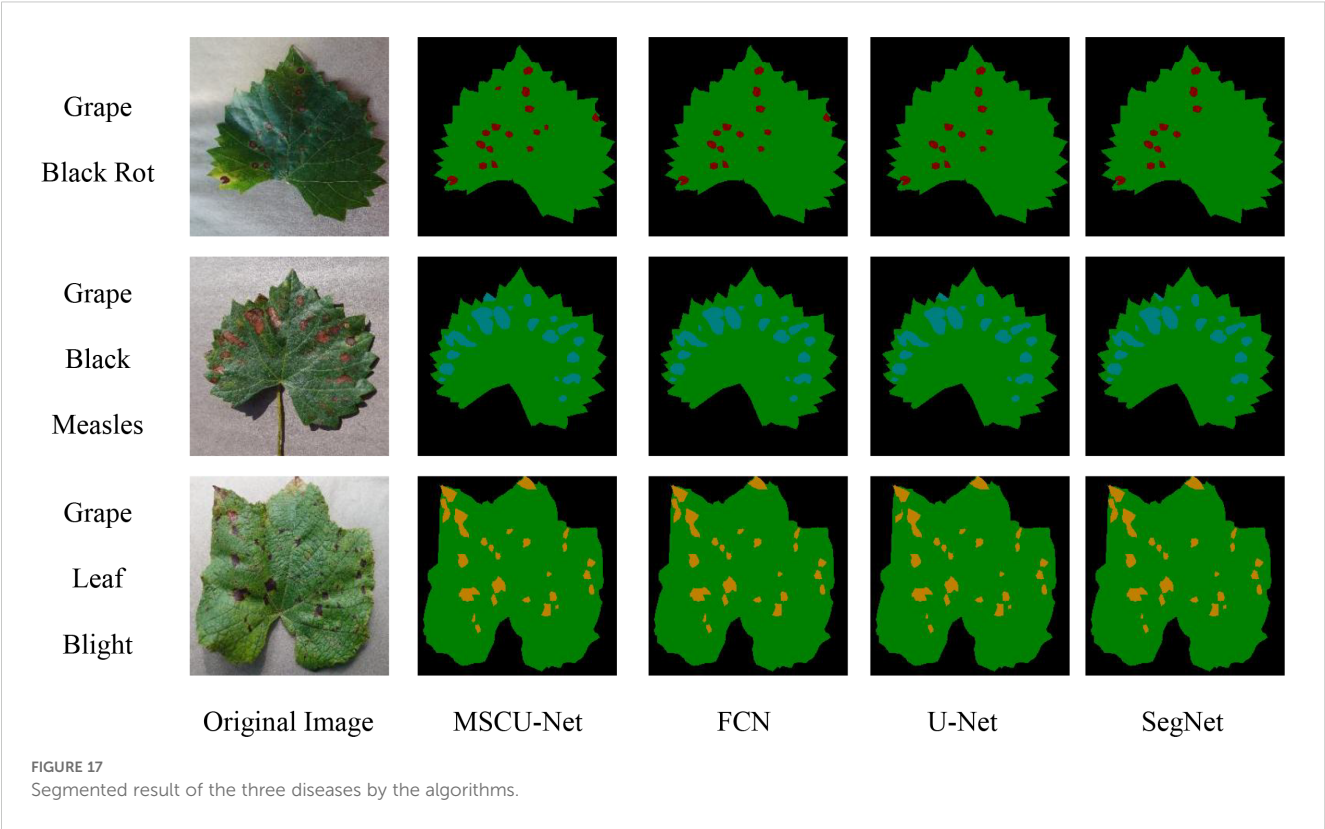 Grape
Black Rot
Grape
Black
Measles
Grape
Leaf
Blight
Original Image MSCU-Net FCN U-Net SegNet
FIGURE 17
Segmented result of the three diseases by the algorithms.